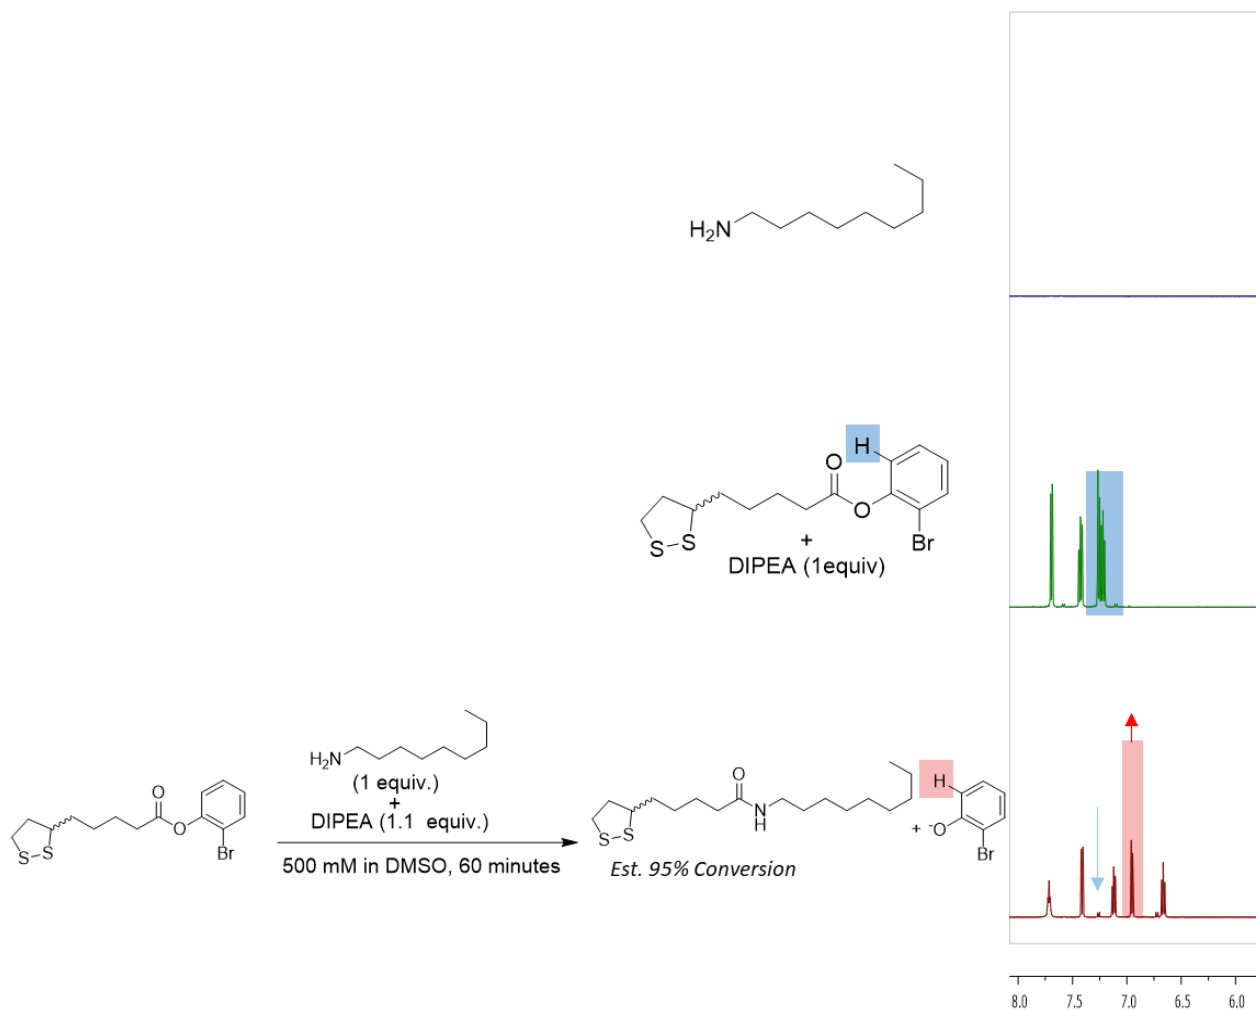 H₂N
H
O
O
S
S
Br
+
DIPEA (1equiv)
H₂N
(1 equiv.)
+
DIPEA (1.1 equiv.)
500 mM in DMSO, 60 minutes
O
O
S
S
Br
O
N
H
S
S
Est. 95% Conversion
+
H
⁻O
Br
8.0 7.5 7.0 6.5 6.0